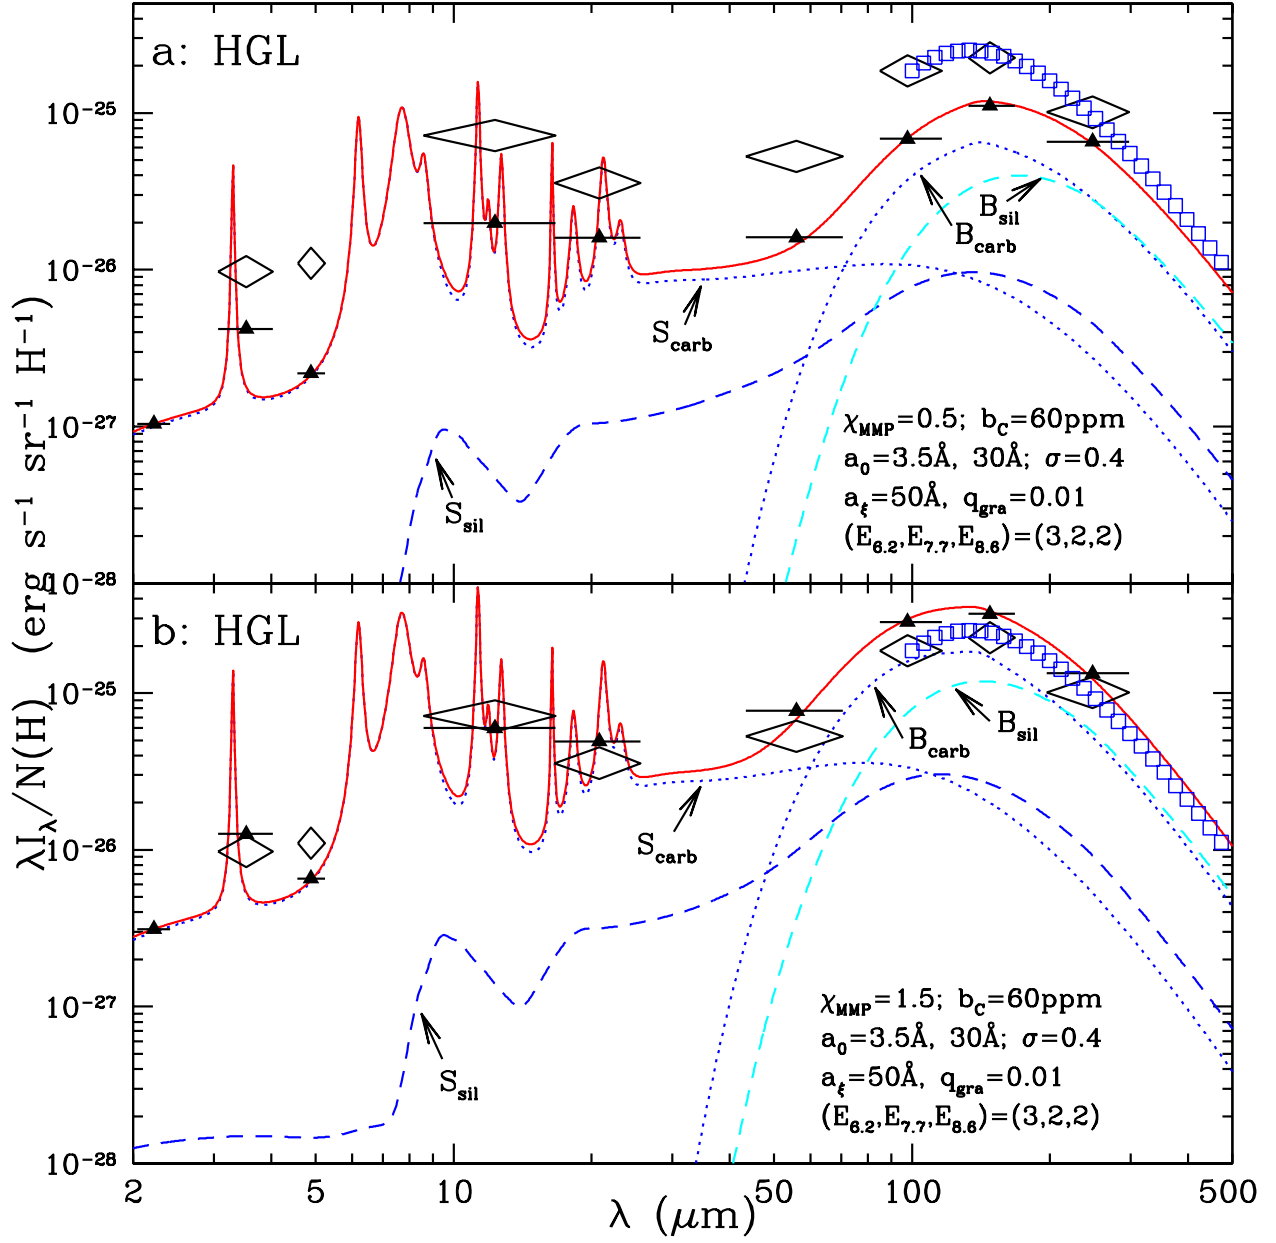 a: HGL
10⁻²⁵
10⁻²⁶
10⁻²⁷
10⁻²⁸
B_sil
B_carb
S_carb
S_sil
χ_MMP=0.5; b_C=60ppm
a₀=3.5Å, 30Å; σ=0.4
a_ξ=50Å, q_gra=0.01
(E_6.2,E_7.7,E_8.6)=(3,2,2)
λI_λ/N(H) (erg s⁻¹ sr⁻¹ H⁻¹)
b: HGL
10⁻²⁵
10⁻²⁶
10⁻²⁷
10⁻²⁸
B_carb
B_sil
S_carb
S_sil
χ_MMP=1.5; b_C=60ppm
a₀=3.5Å, 30Å; σ=0.4
a_ξ=50Å, q_gra=0.01
(E_6.2,E_7.7,E_8.6)=(3,2,2)
2 5 10 50 100 500
λ (μm)